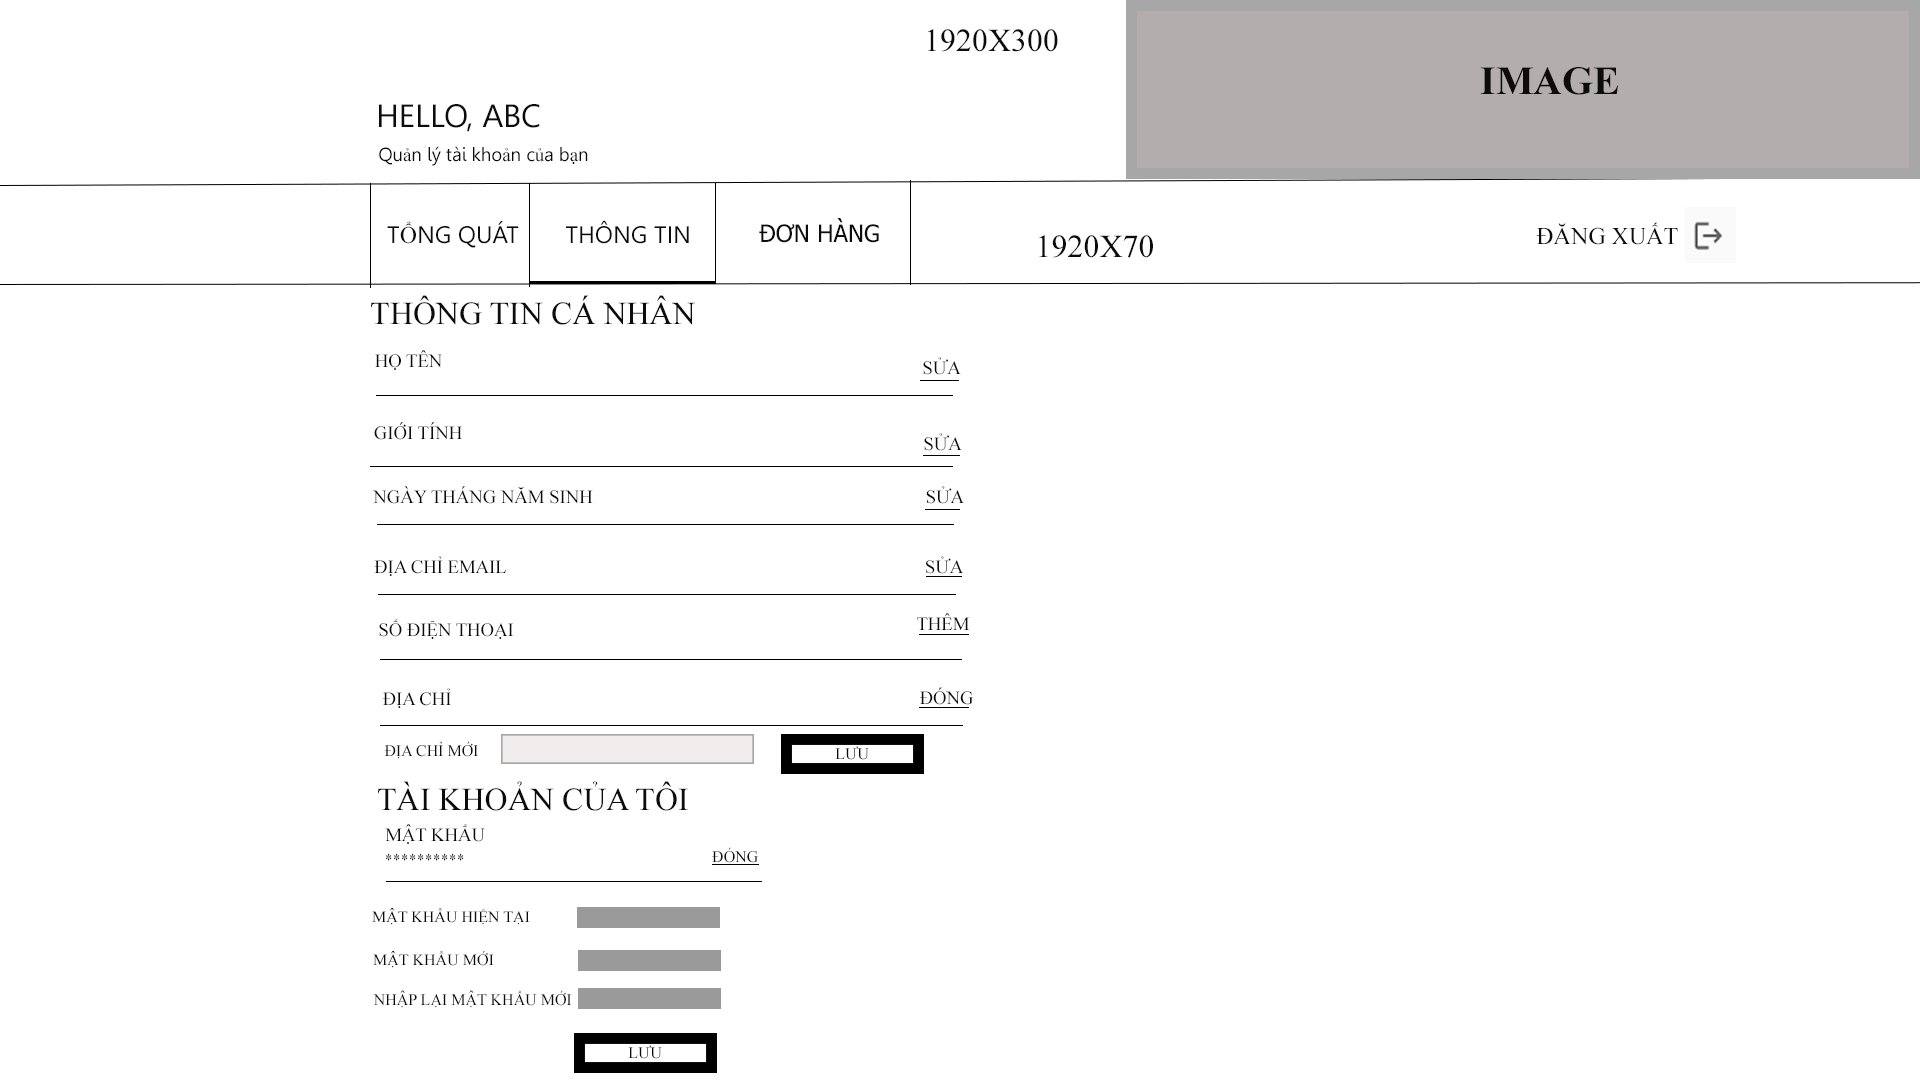 1920X300
IMAGE
HELLO, ABC
Quản lý tài khoản của bạn
TỔNG QUÁT
THÔNG TIN
ĐƠN HÀNG
1920X70
ĐĂNG XUẤT
THÔNG TIN CÁ NHÂN
HỌ TÊN
SỬA
GIỚI TÍNH
SỬA
NGÀY THÁNG NĂM SINH
SỬA
ĐỊA CHỈ EMAIL
SỬA
SỐ ĐIỆN THOẠI
THÊM
ĐỊA CHỈ
ĐÓNG
ĐỊA CHỈ MỚI
LƯU
TÀI KHOẢN CỦA TÔI
MẬT KHẨU
**********
ĐÓNG
MẬT KHẨU HIỆN TẠI
MẬT KHẨU MỚI
NHẬP LẠI MẬT KHẨU MỚI
LƯU